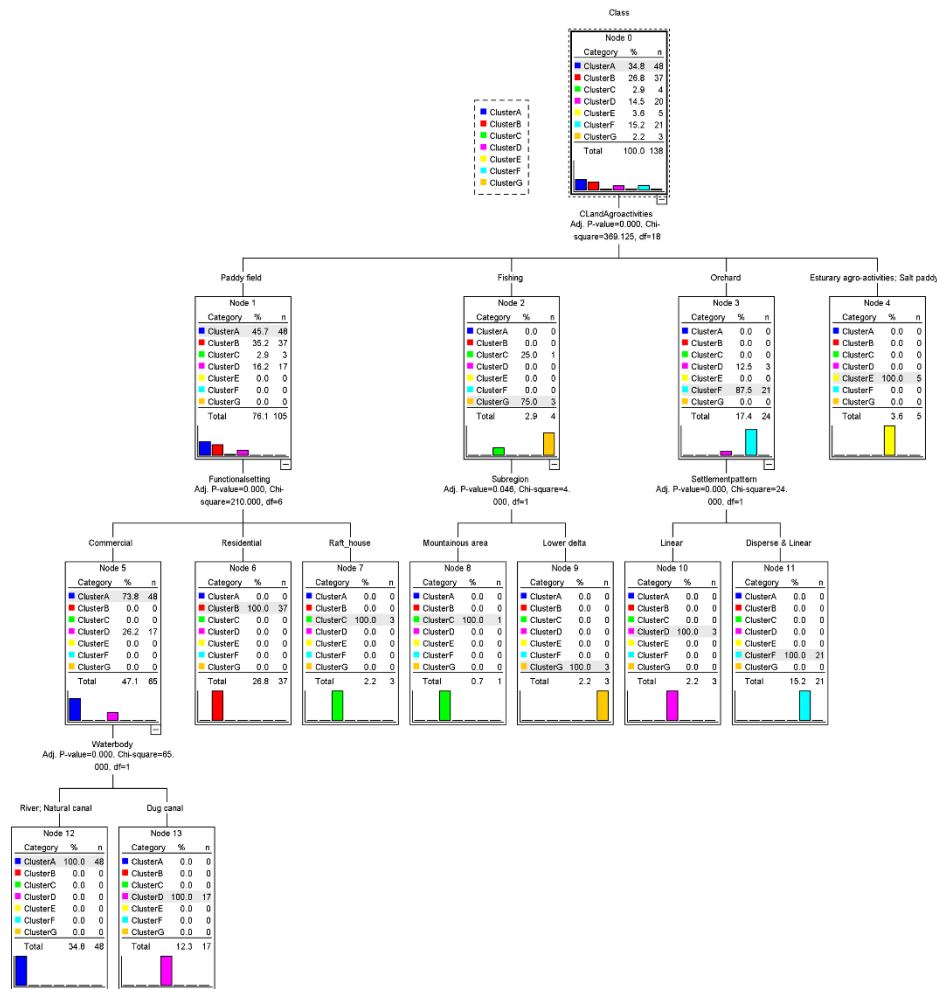 Class
Node 0
Category % n
ClusterA 34.8 48
ClusterB 26.8 37
ClusterC 2.9 4
ClusterD 14.5 20
ClusterE 3.6 5
ClusterF 15.2 21
ClusterG 2.2 3
Total 100.0 138
ClusterA
ClusterB
ClusterC
ClusterD
ClusterE
ClusterF
ClusterG
CLandAgroactivities
Adj. P-value=0.000, Chi-
square=369.125, df=18
Paddy field
Node 1
Category % n
ClusterA 45.7 48
ClusterB 35.2 37
ClusterC 2.9 3
ClusterD 16.2 17
ClusterE 0.0 0
ClusterF 0.0 0
ClusterG 0.0 0
Total 76.1 105
Fishing
Node 2
Category % n
ClusterA 0.0 0
ClusterB 0.0 0
ClusterC 25.0 1
ClusterD 0.0 0
ClusterE 0.0 0
ClusterF 0.0 0
ClusterG 75.0 3
Total 2.9 4
Orchard
Node 3
Category % n
ClusterA 0.0 0
ClusterB 0.0 0
ClusterC 0.0 0
ClusterD 12.5 3
ClusterE 0.0 0
ClusterF 87.5 21
ClusterG 0.0 0
Total 17.4 24
Esturary agro-activities; Salt paddy
Node 4
Category % n
ClusterA 0.0 0
ClusterB 0.0 0
ClusterC 0.0 0
ClusterD 0.0 0
ClusterE 100.0 5
ClusterF 0.0 0
ClusterG 0.0 0
Total 3.6 5
Functionalsetting
Adj. P-value=0.000, Chi-
square=210.000, df=6
Subregion
Adj. P-value=0.046, Chi-square=4.
000, df=1
Settlementpattern
Adj. P-value=0.000, Chi-square=24.
000, df=1
Commercial
Node 5
Category % n
ClusterA 73.8 48
ClusterB 0.0 0
ClusterC 0.0 0
ClusterD 26.2 17
ClusterE 0.0 0
ClusterF 0.0 0
ClusterG 0.0 0
Total 47.1 65
Residential
Node 6
Category % n
ClusterA 0.0 0
ClusterB 100.0 37
ClusterC 0.0 0
ClusterD 0.0 0
ClusterE 0.0 0
ClusterF 0.0 0
ClusterG 0.0 0
Total 26.8 37
Raft_house
Node 7
Category % n
ClusterA 0.0 0
ClusterB 0.0 0
ClusterC 100.0 3
ClusterD 0.0 0
ClusterE 0.0 0
ClusterF 0.0 0
ClusterG 0.0 0
Total 2.2 3
Mountainous area
Node 8
Category % n
ClusterA 0.0 0
ClusterB 0.0 0
ClusterC 100.0 1
ClusterD 0.0 0
ClusterE 0.0 0
ClusterF 0.0 0
ClusterG 0.0 0
Total 0.7 1
Lower delta
Node 9
Category % n
ClusterA 0.0 0
ClusterB 0.0 0
ClusterC 0.0 0
ClusterD 0.0 0
ClusterE 0.0 0
ClusterF 0.0 0
ClusterG 100.0 3
Total 2.2 3
Linear
Node 10
Category % n
ClusterA 0.0 0
ClusterB 0.0 0
ClusterC 0.0 0
ClusterD 100.0 3
ClusterE 0.0 0
ClusterF 0.0 0
ClusterG 0.0 0
Total 2.2 3
Disperse & Linear
Node 11
Category % n
ClusterA 0.0 0
ClusterB 0.0 0
ClusterC 0.0 0
ClusterD 0.0 0
ClusterE 0.0 0
ClusterF 100.0 21
ClusterG 0.0 0
Total 15.2 21
Waterbody
Adj. P-value=0.000, Chi-square=65.
000, df=1
River; Natural canal
Node 12
Category % n
ClusterA 100.0 48
ClusterB 0.0 0
ClusterC 0.0 0
ClusterD 0.0 0
ClusterE 0.0 0
ClusterF 0.0 0
ClusterG 0.0 0
Total 34.8 48
Dug canal
Node 13
Category % n
ClusterA 0.0 0
ClusterB 0.0 0
ClusterC 0.0 0
ClusterD 100.0 17
ClusterE 0.0 0
ClusterF 0.0 0
ClusterG 0.0 0
Total 12.3 17